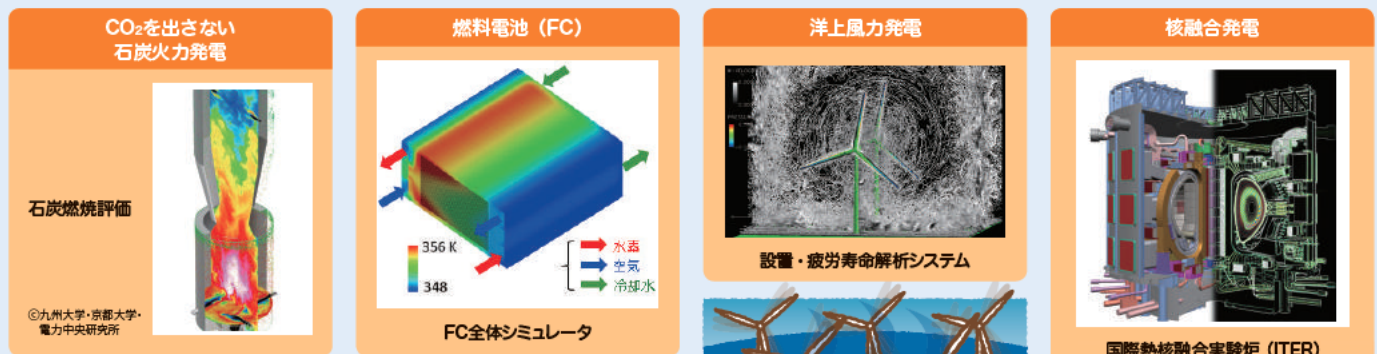 CO₂を出さない
石炭火力発電
石炭燃焼評価
©九州大学・京都大学・
電力中央研究所
燃料電池（FC）
356 K
348
水素
空気
冷却水
FC全体シミュレータ
洋上風力発電
設置・疲労寿命解析システム
核融合発電
国際熱核融合実験炉（ITER）